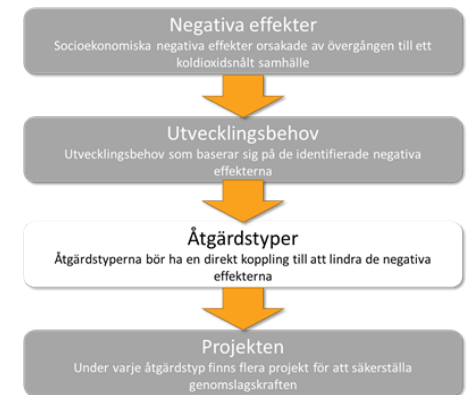 Negativa effekter
Socioekonomiska negativa effekter orsakade av övergången till ett
koldioxidsnålt samhälle
Utvecklingsbehov
Utvecklingsbehov som baserar sig på de identifierade negativa
effekterna
Åtgärdstyper
Åtgärdstyperna bör ha en direkt koppling till att lindra de negativa
effekterna
Projekten
Under varje åtgärdstyp finns flera projekt för att säkerställa
genomslagskraften